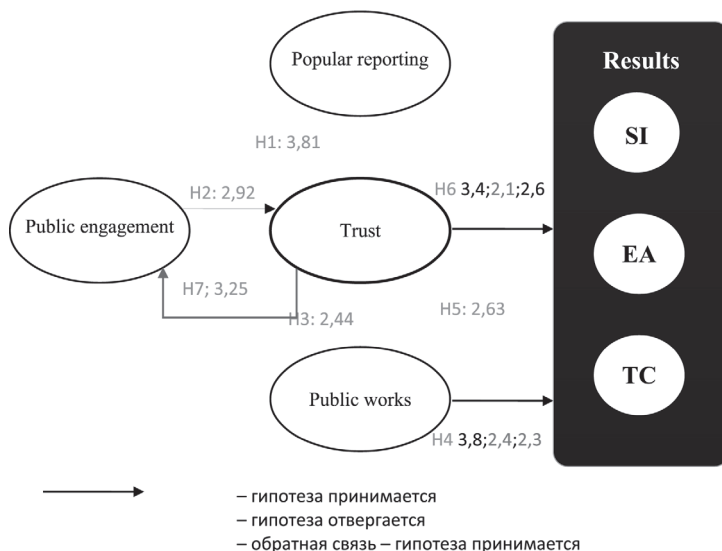 Popular reporting
Results
SI
H1: 3,81
H2: 2,92
H6 3,4;2,1;2,6
Public engagement
Trust
EA
H7; 3,25
H3: 2,44
H5: 2,63
TC
Public works
H4 3,8;2,4;2,3
– гипотеза принимается
– гипотеза отвергается
– обратная связь – гипотеза принимается